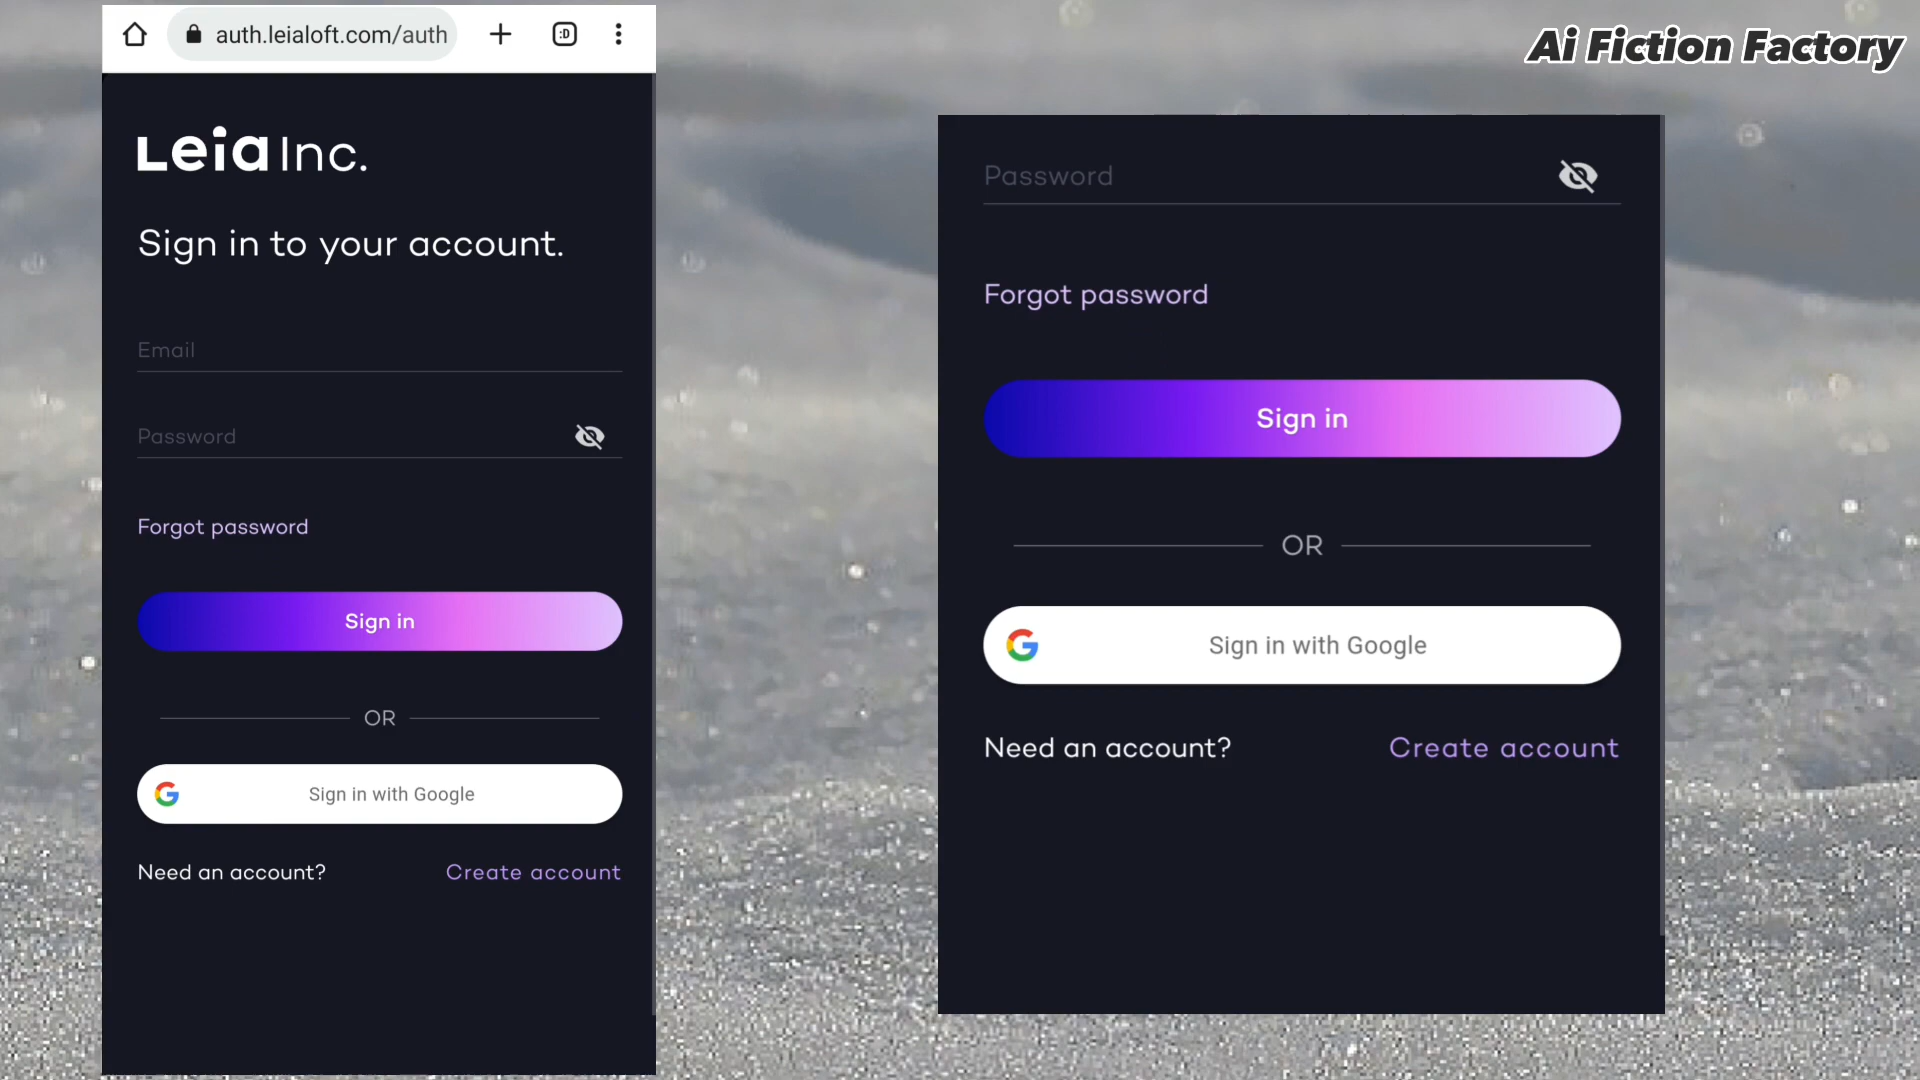 auth.leialoft.com/auth
:D
Leia Inc.
Sign in to your account.
Email
Password
Forgot password
Sign in
OR
Sign in with Google
Need an account? Create account
Ai Fiction Factory
Password
Forgot password
Sign in
OR
Sign in with Google
Need an account? Create account